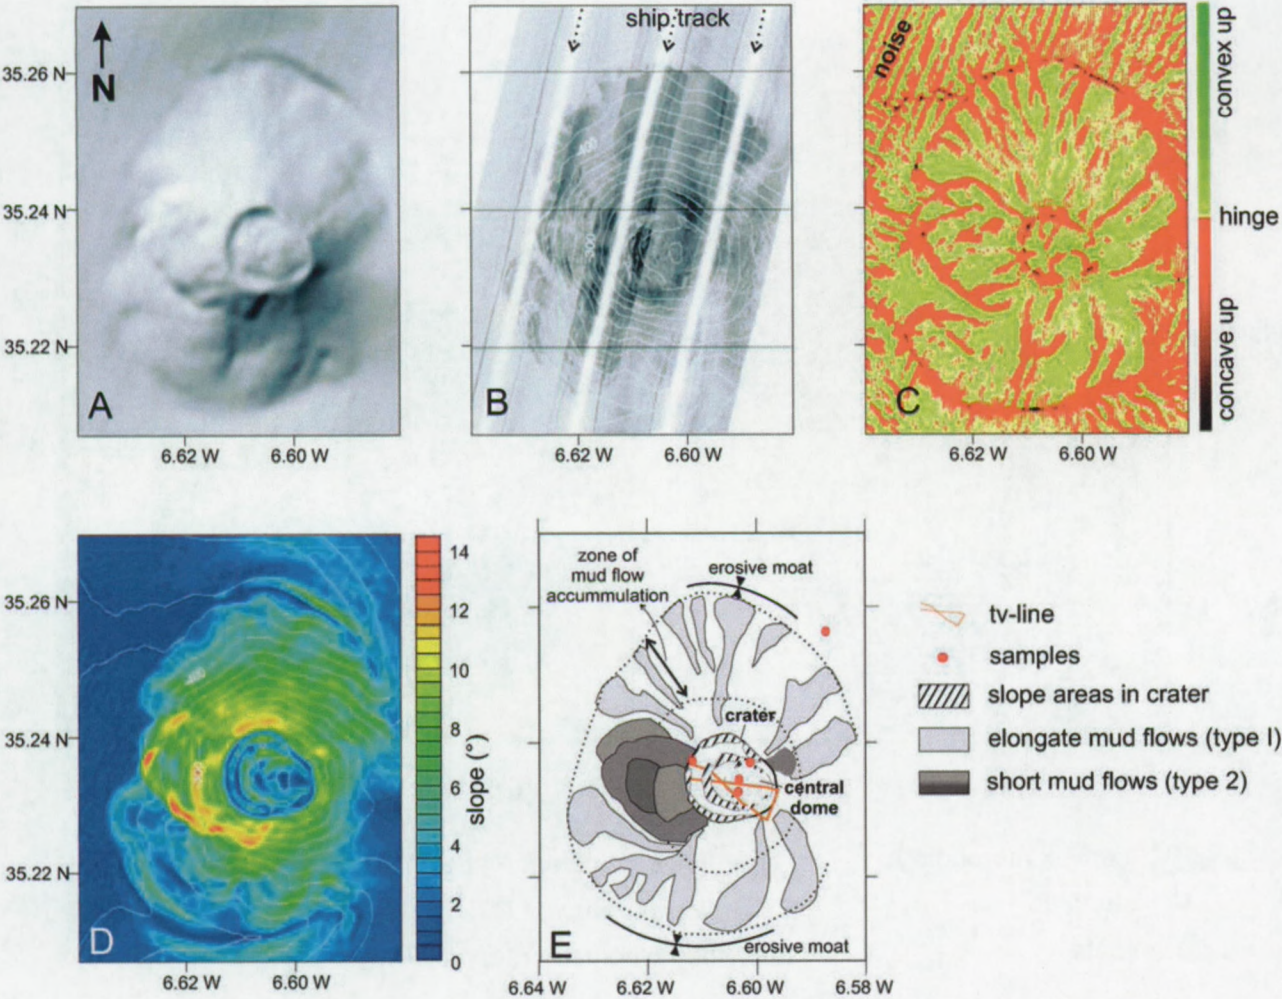 ship track
N
35.26 N
35.24 N
35.22 N
A
6.62 W
6.60 W
B
6.62 W
6.60 W
noise
C
6.62 W
6.60 W
convex up
hinge
concave up
35.26 N
35.24 N
35.22 N
D
6.62 W
6.60 W
14
12
10
8
6
4
2
0
slope (°)
zone of
mud flow
accummulation
erosive moat
crater
central
dome
erosive moat
E
6.64 W
6.62 W
6.60 W
6.58 W
tv-line
samples
slope areas in crater
elongate mud flows (type I)
short mud flows (type 2)